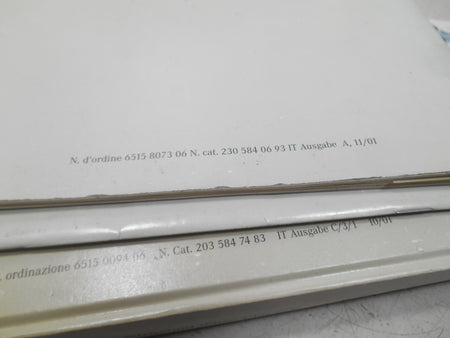 N. d'ordine 6515 8073 06 N. cat. 230 584 06 93 IT Ausgabe A, 11/01
ordinazione 6515 0094 06 N. Cat. 203 584 74 83 IT Ausgabe C/3/1 10/01